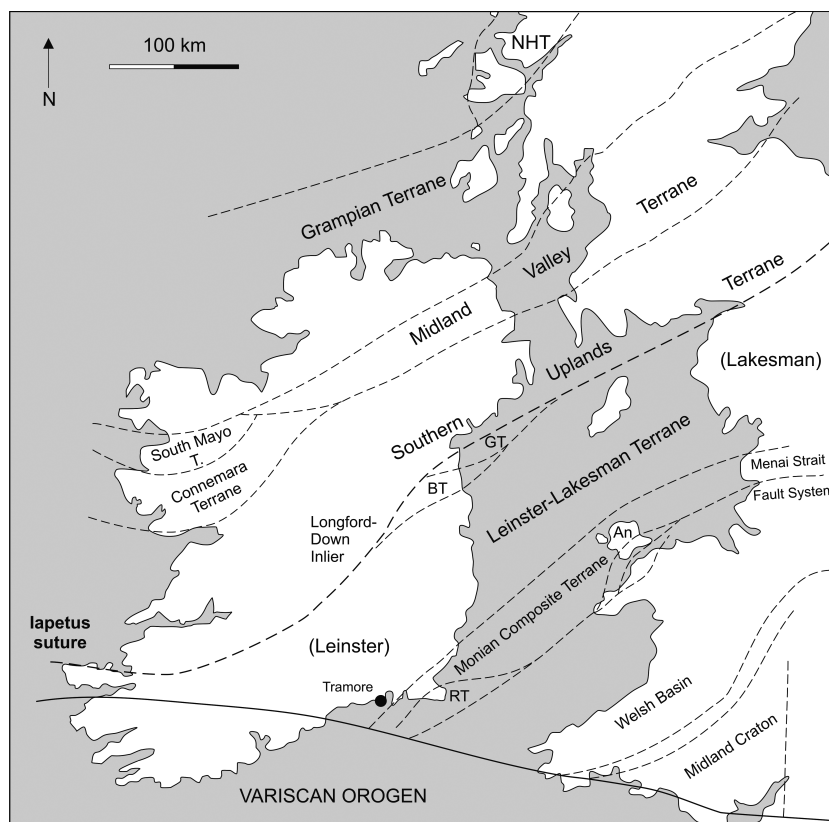 100 km
N
NHT
Grampian Terrane
Terrane
Valley
Terrane
Midland
(Lakesman)
Uplands
Southern
South Mayo
T.
GT
Connemara
Terrane
BT
Menai Strait
Fault System
Leinster-Lakesman Terrane
Longford-
Down
Inlier
An
Monian Composite Terrane
Iapetus
suture
(Leinster)
Tramore
RT
Welsh Basin
Midland Craton
VARISCAN OROGEN